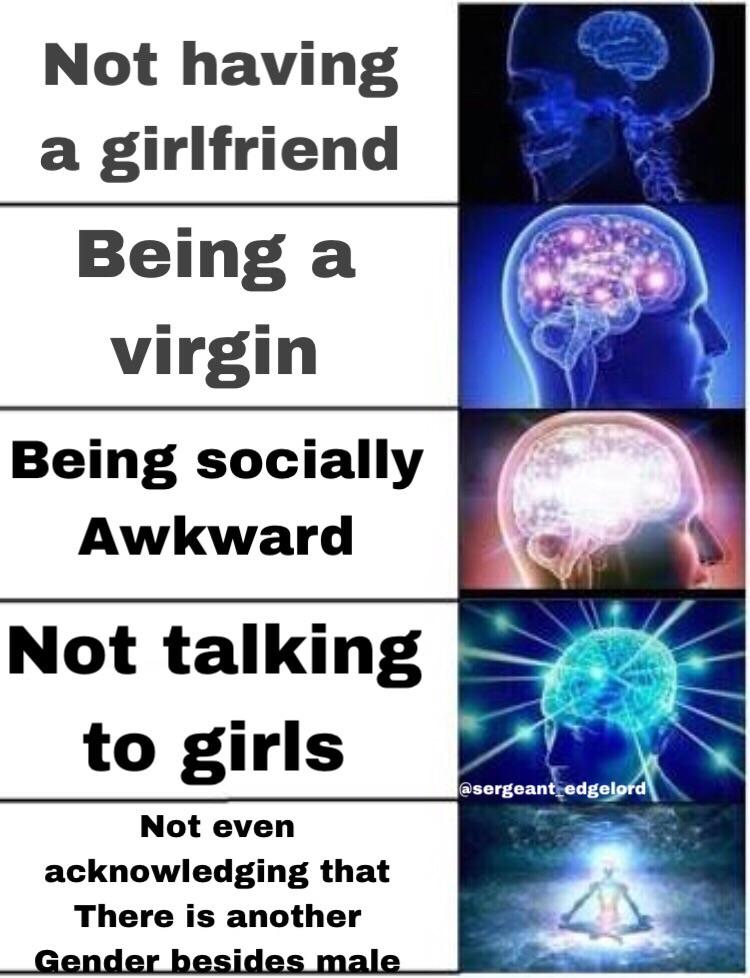 Not having
a girlfriend
Being a
virgin
Being socially
Awkward
Not talking
to girls
@sergeant_edgelord
Not even
acknowledging that
There is another
Gender besides male